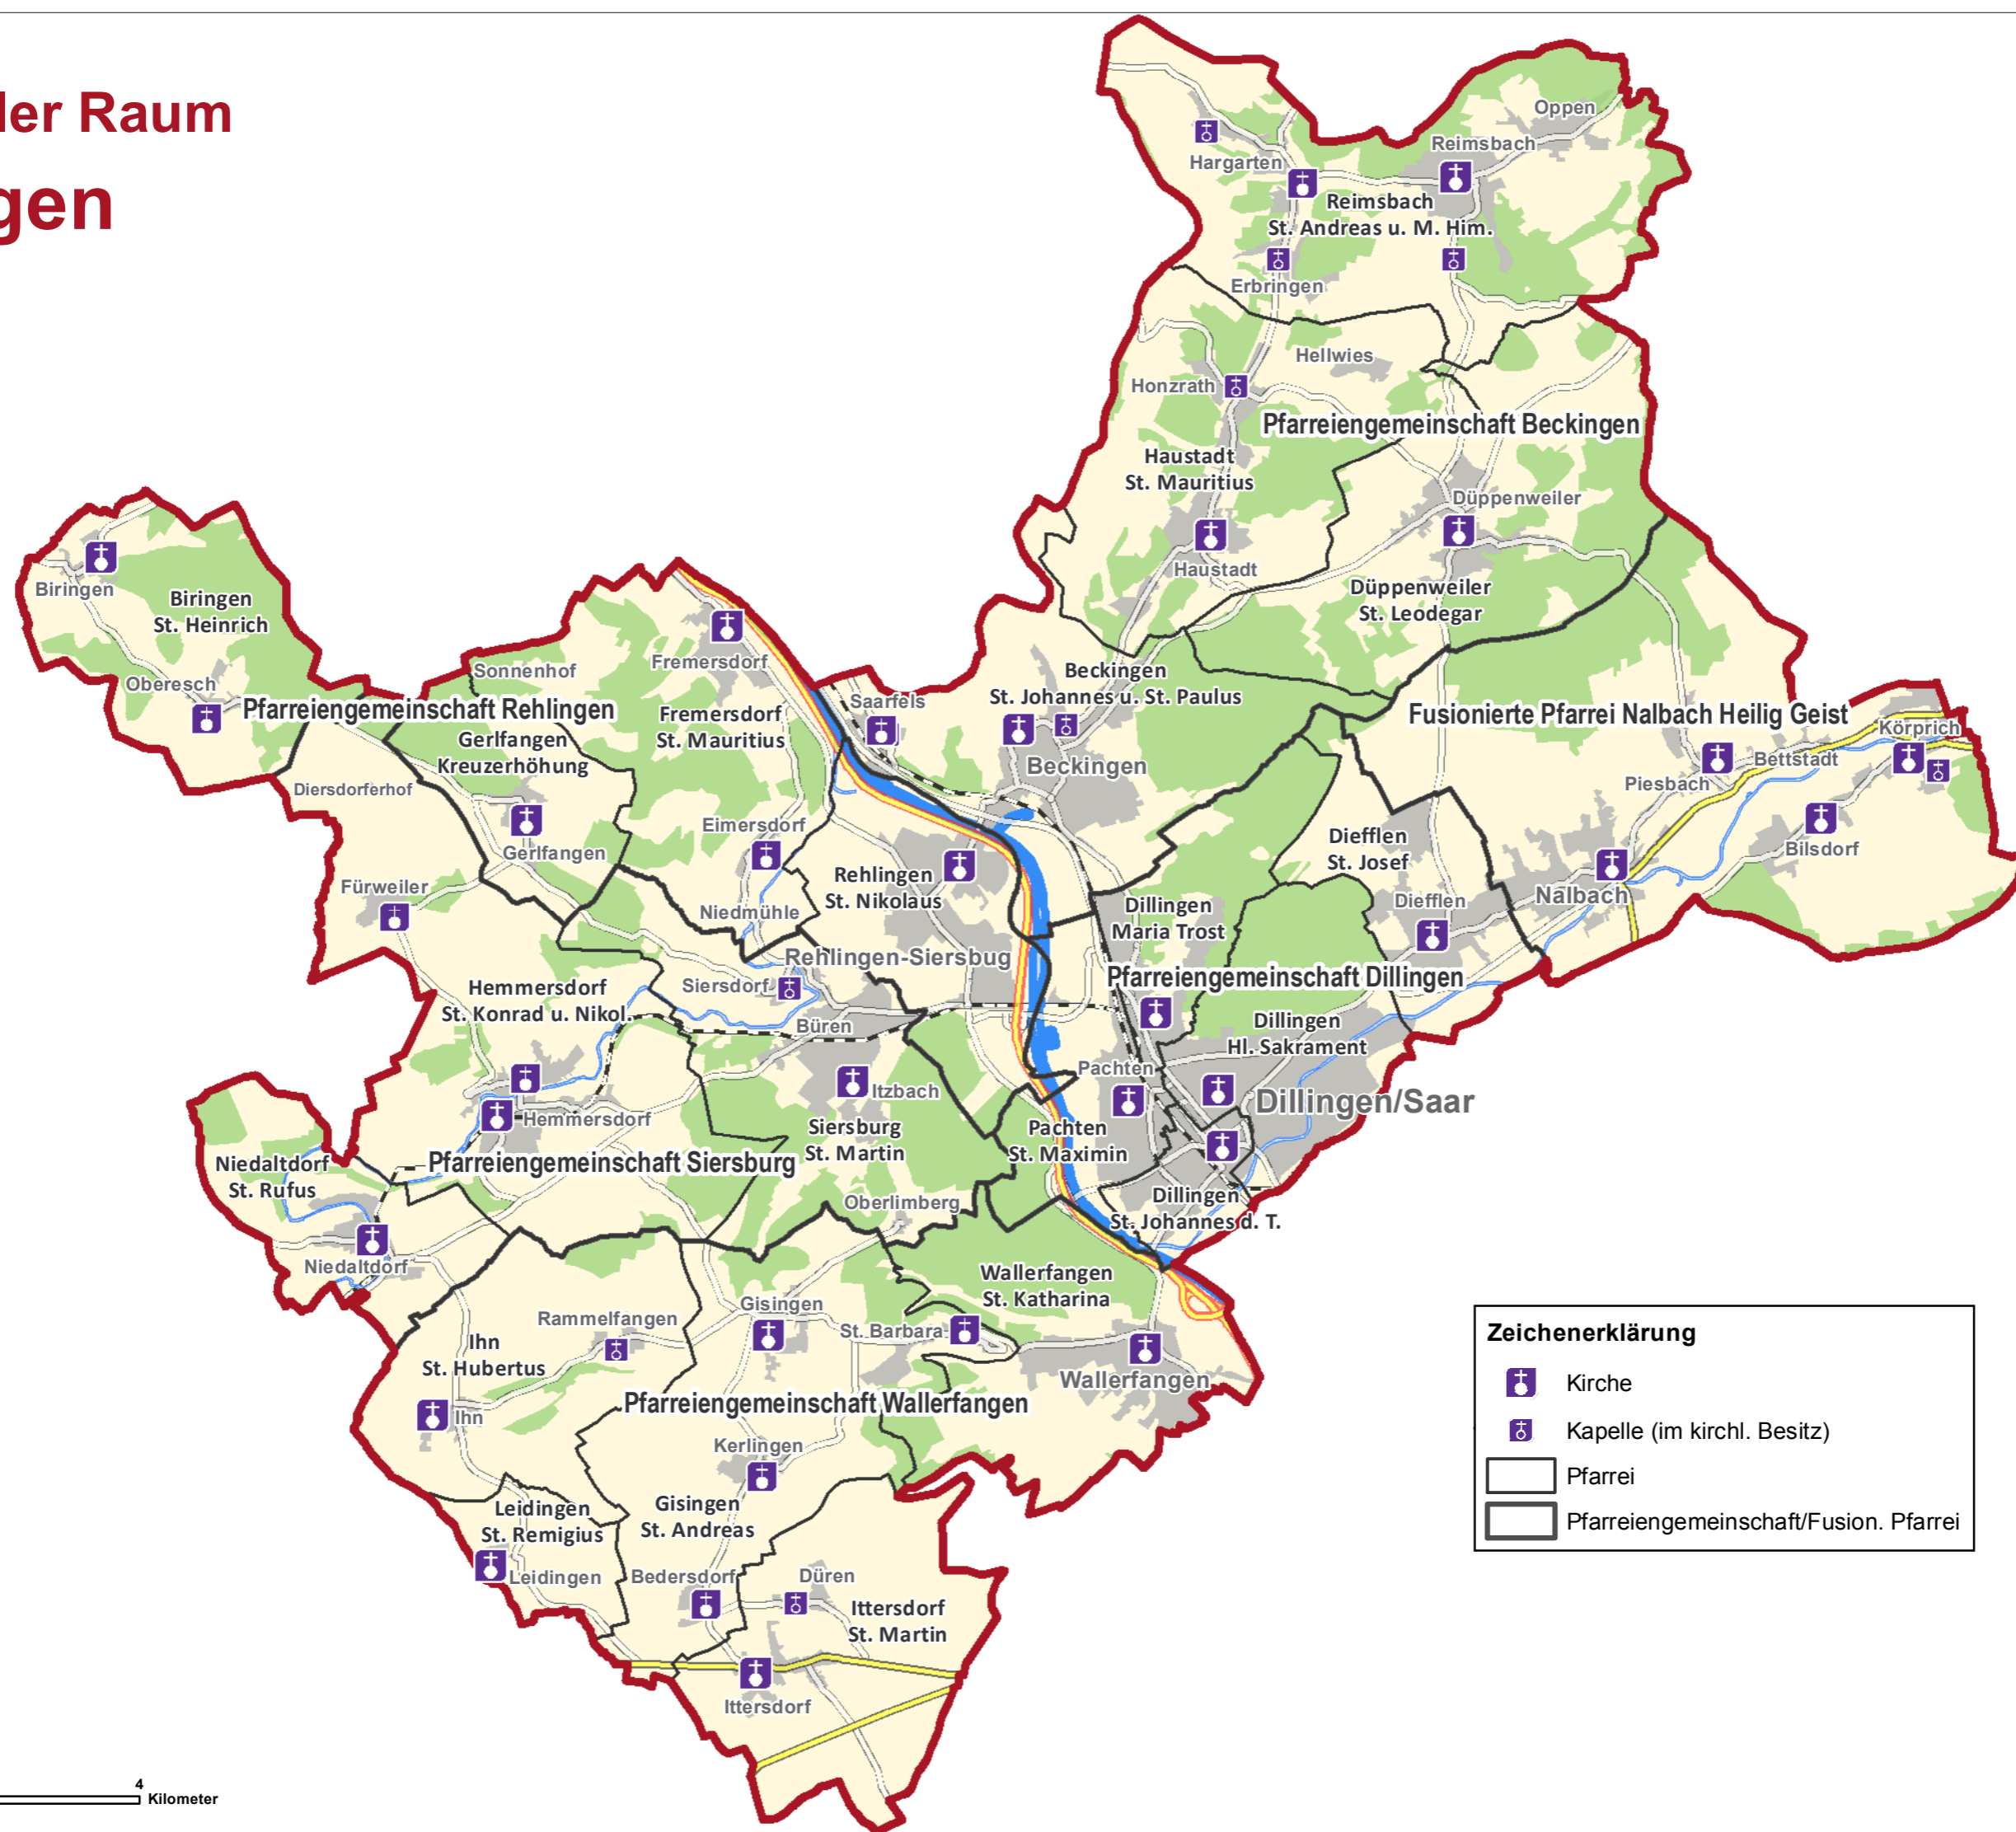 ler Raum
gen
Oppen
Reimsbach
Hargarten
Reimsbach
St. Andreas u. M. Him.
Erbringen
Hellwies
Honzrath
Pfarreiengemeinschaft Beckingen
Haustadt
St. Mauritius
Düppenweiler
Haustadt
Düppenweiler
St. Leodegar
Biringen
Biringen
St. Heinrich
Oberesch
Sonnenhof
Fremersdorf
Pfarreiengemeinschaft Rehlingen
Fremersdorf
St. Mauritius
Saarfels
Beckingen
St. Johannes u. St. Paulus
Beckingen
Fusionierte Pfarrei Nalbach Heilig Geist
Körprich
Bettstadt
Piesbach
Bilsdorf
Nalbach
Gerlfangen
Kreuzerhöhung
Diersdorferhof
Gerlfangen
Eimersdorf
Fürweiler
Niedmühle
Rehlingen
St. Nikolaus
Diefflen
St. Josef
Diefflen
Dillingen
Maria Trost
Rehlingen-Siersbug
Pfarreiengemeinschaft Dillingen
Siersdorf
Hemmersdorf
St. Konrad u. Nikol.
Büren
Dillingen
Hl. Sakrament
Pachten
Itzbach
Dillingen/Saar
Hemmersdorf
Siersburg
St. Martin
Pachten
St. Maximin
Pfarreiengemeinschaft Siersburg
Niedaltdorf
St. Rufus
Oberlimberg
Dillingen
St. Johannes d. T.
Niedaltdorf
Wallerfangen
St. Katharina
Rammelfangen
Gisingen
St. Barbara
Ihn
St. Hubertus
Wallerfangen
Pfarreiengemeinschaft Wallerfangen
Ihn
Kerlingen
Leidingen
St. Remigius
Gisingen
St. Andreas
Leidingen
Bedersdorf
Düren
Ittersdorf
St. Martin
Ittersdorf
Zeichenerklärung
Kirche
Kapelle (im kirchl. Besitz)
Pfarrei
Pfarreiengemeinschaft/Fusion. Pfarrei
4
Kilometer